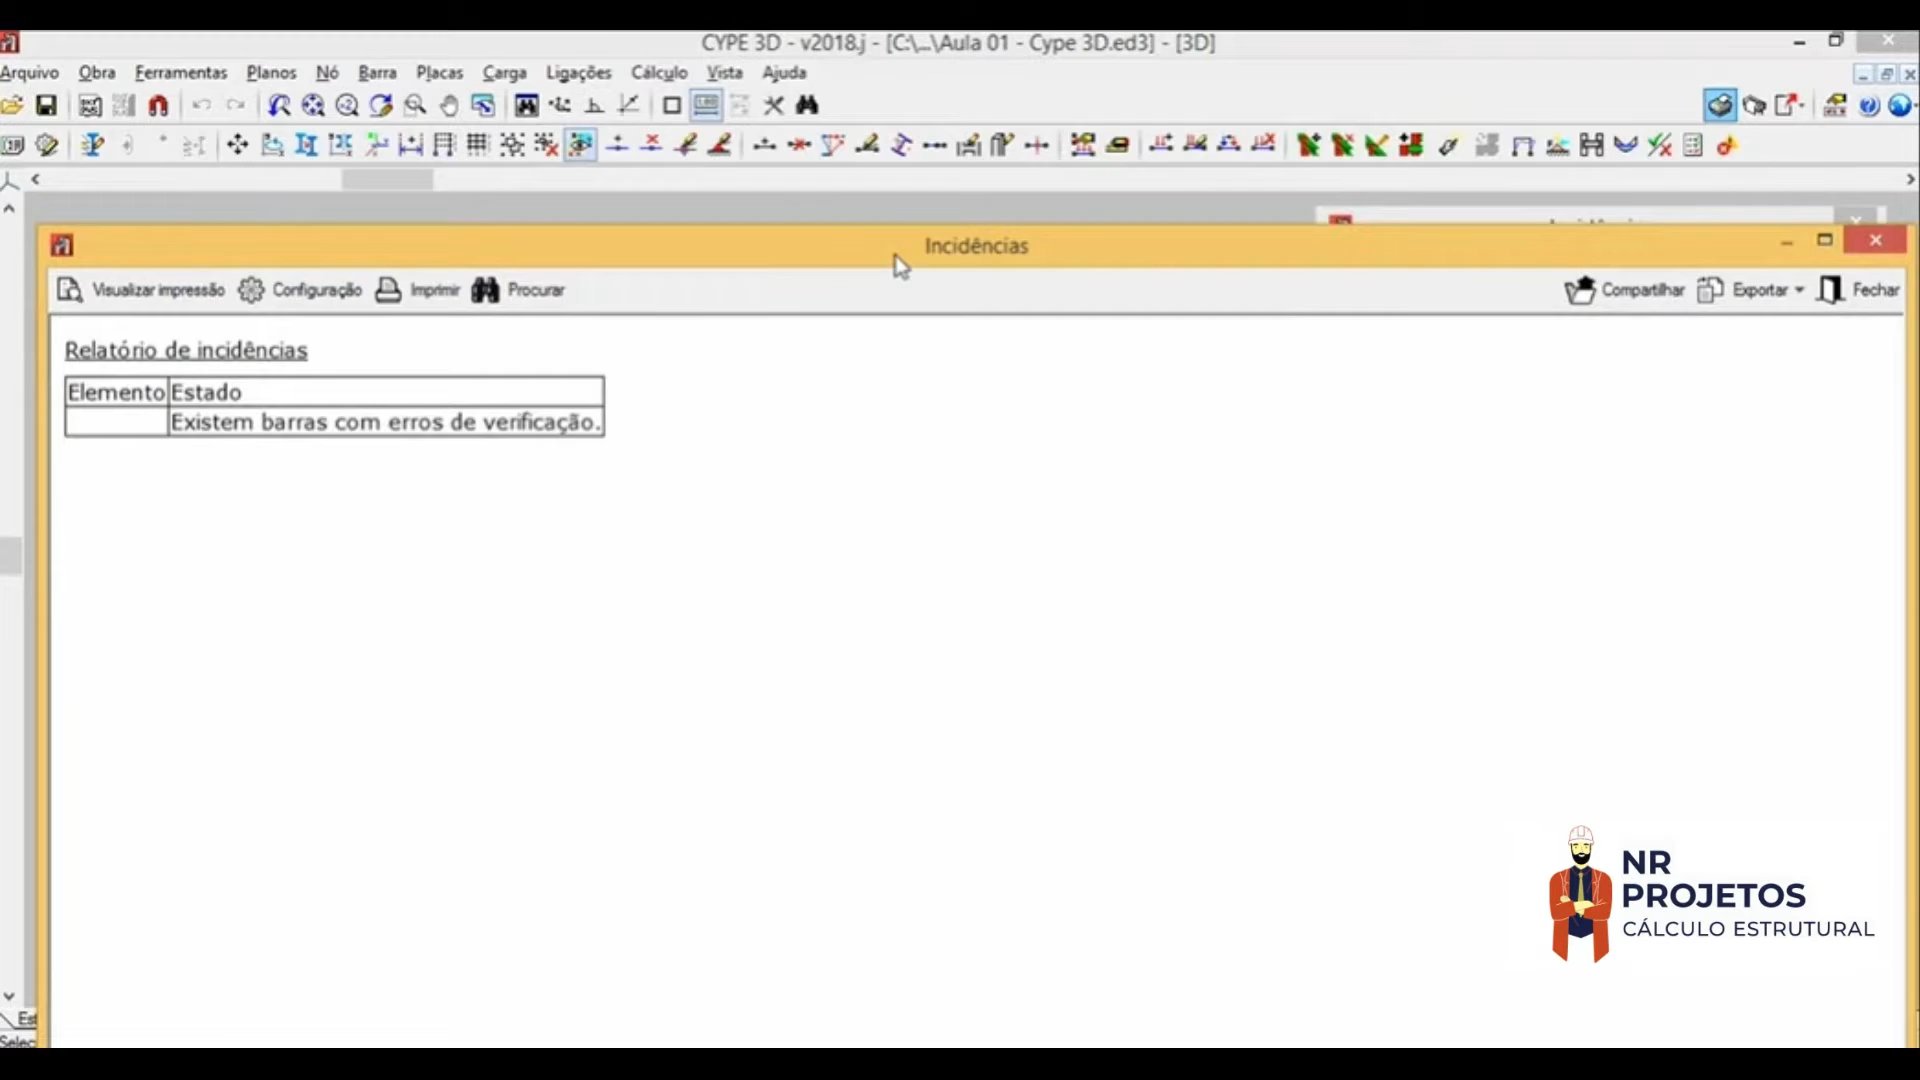 CYPE 3D - v2018.j - [C:\...\Aula 01 - Cype 3D.ed3] - [3D]
Arquivo Obra Ferramentas Planos Nó Barra Placas Carga Ligações Cálculo Vista Ajuda
Incidências
Visualizar impressão Configuração Imprimir Procurar Compartilhar Exportar Fechar
Relatório de incidências
Elemento Estado
Existem barras com erros de verificação.
NR
PROJETOS
CÁLCULO ESTRUTURAL